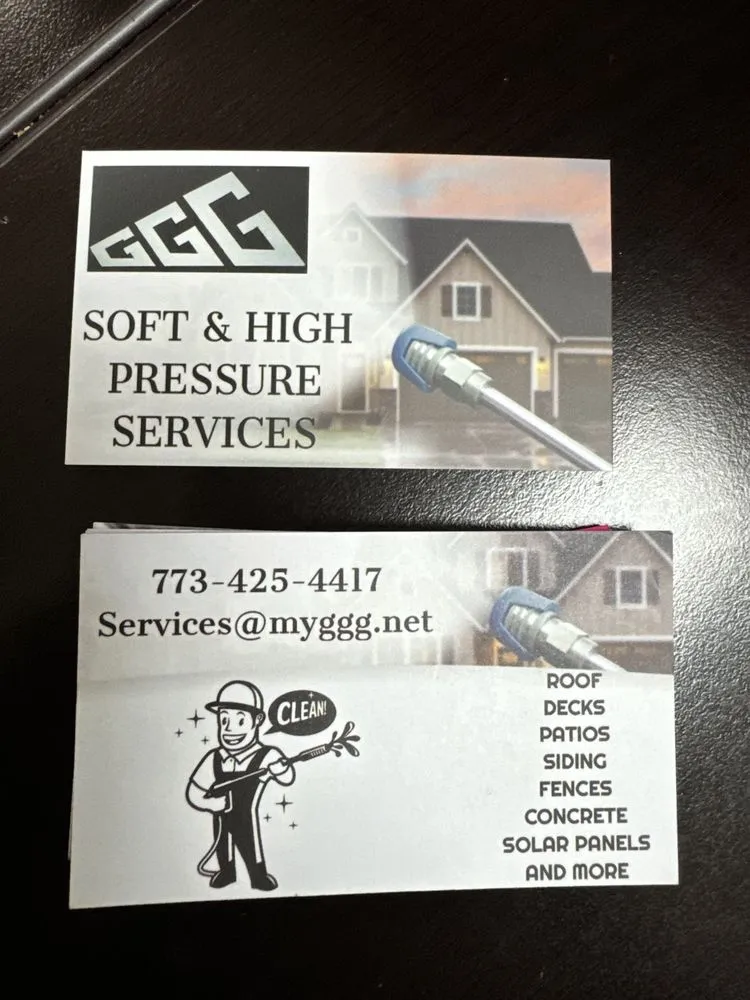 GGG
SOFT & HIGH
PRESSURE
SERVICES
773-425-4417
Services@myggg.net
CLEAN!
ROOF
DECKS
PATIOS
SIDING
FENCES
CONCRETE
SOLAR PANELS
AND MORE